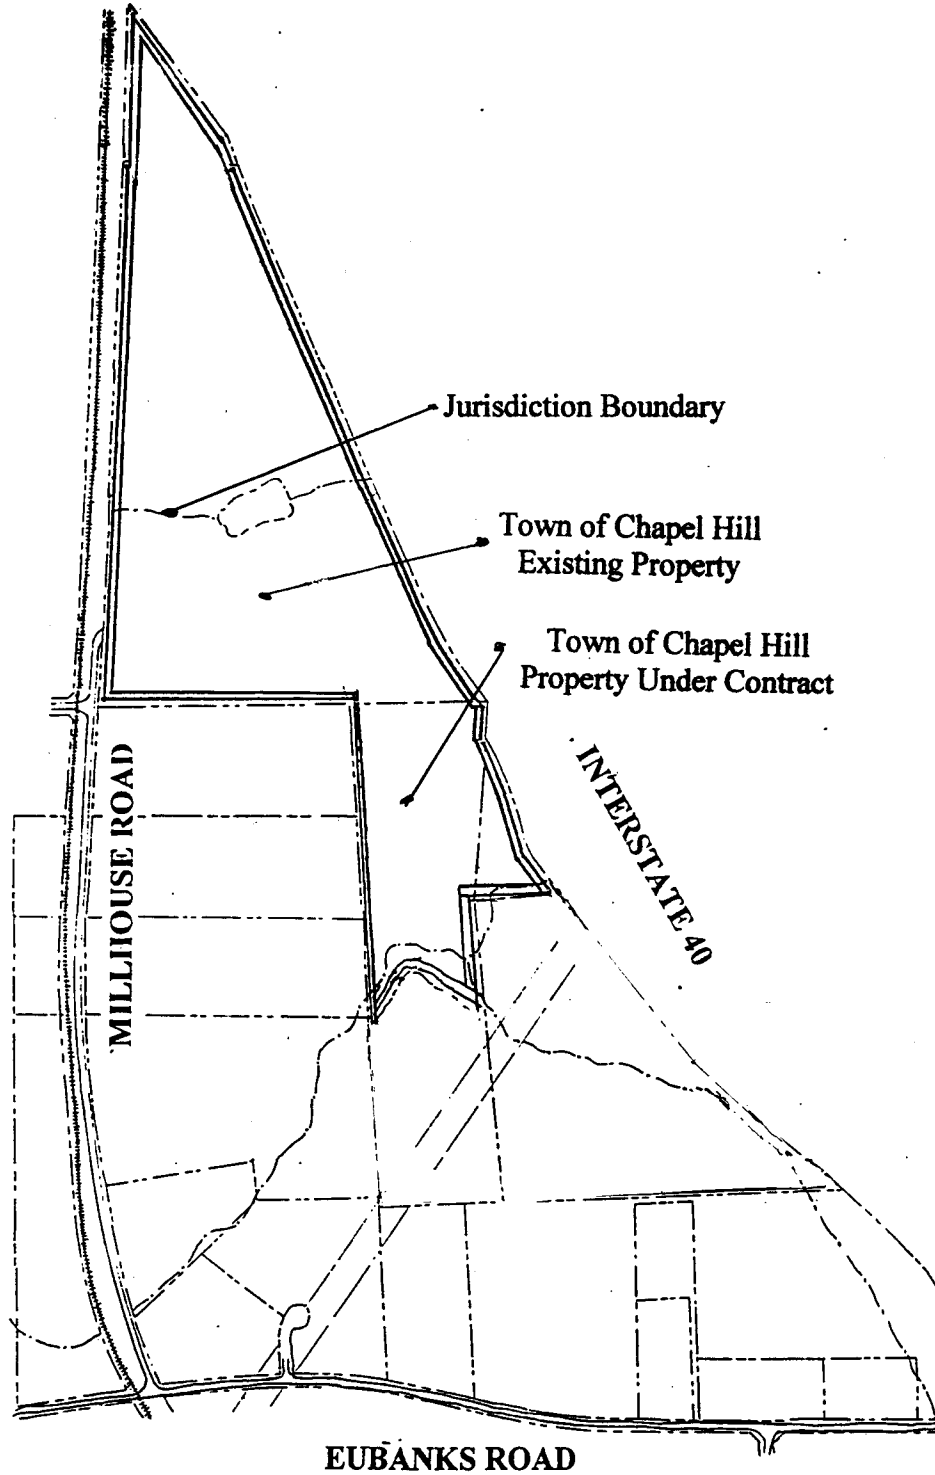 Jurisdiction Boundary
Town of Chapel Hill
Existing Property
Town of Chapel Hill
Property Under Contract
MILLHOUSE ROAD
INTERSTATE 40
EUBANKS ROAD